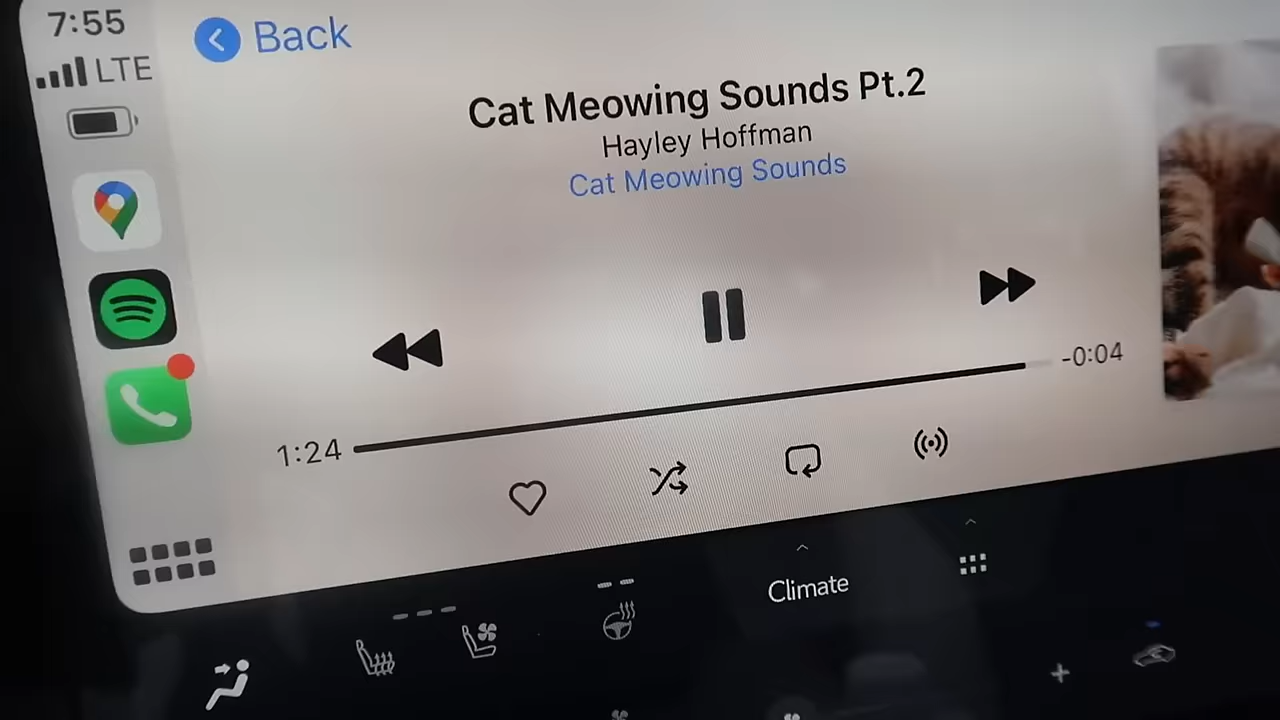 7:55
LTE
Back
Cat Meowing Sounds Pt.2
Hayley Hoffman
Cat Meowing Sounds
1:24
-0:04
Climate